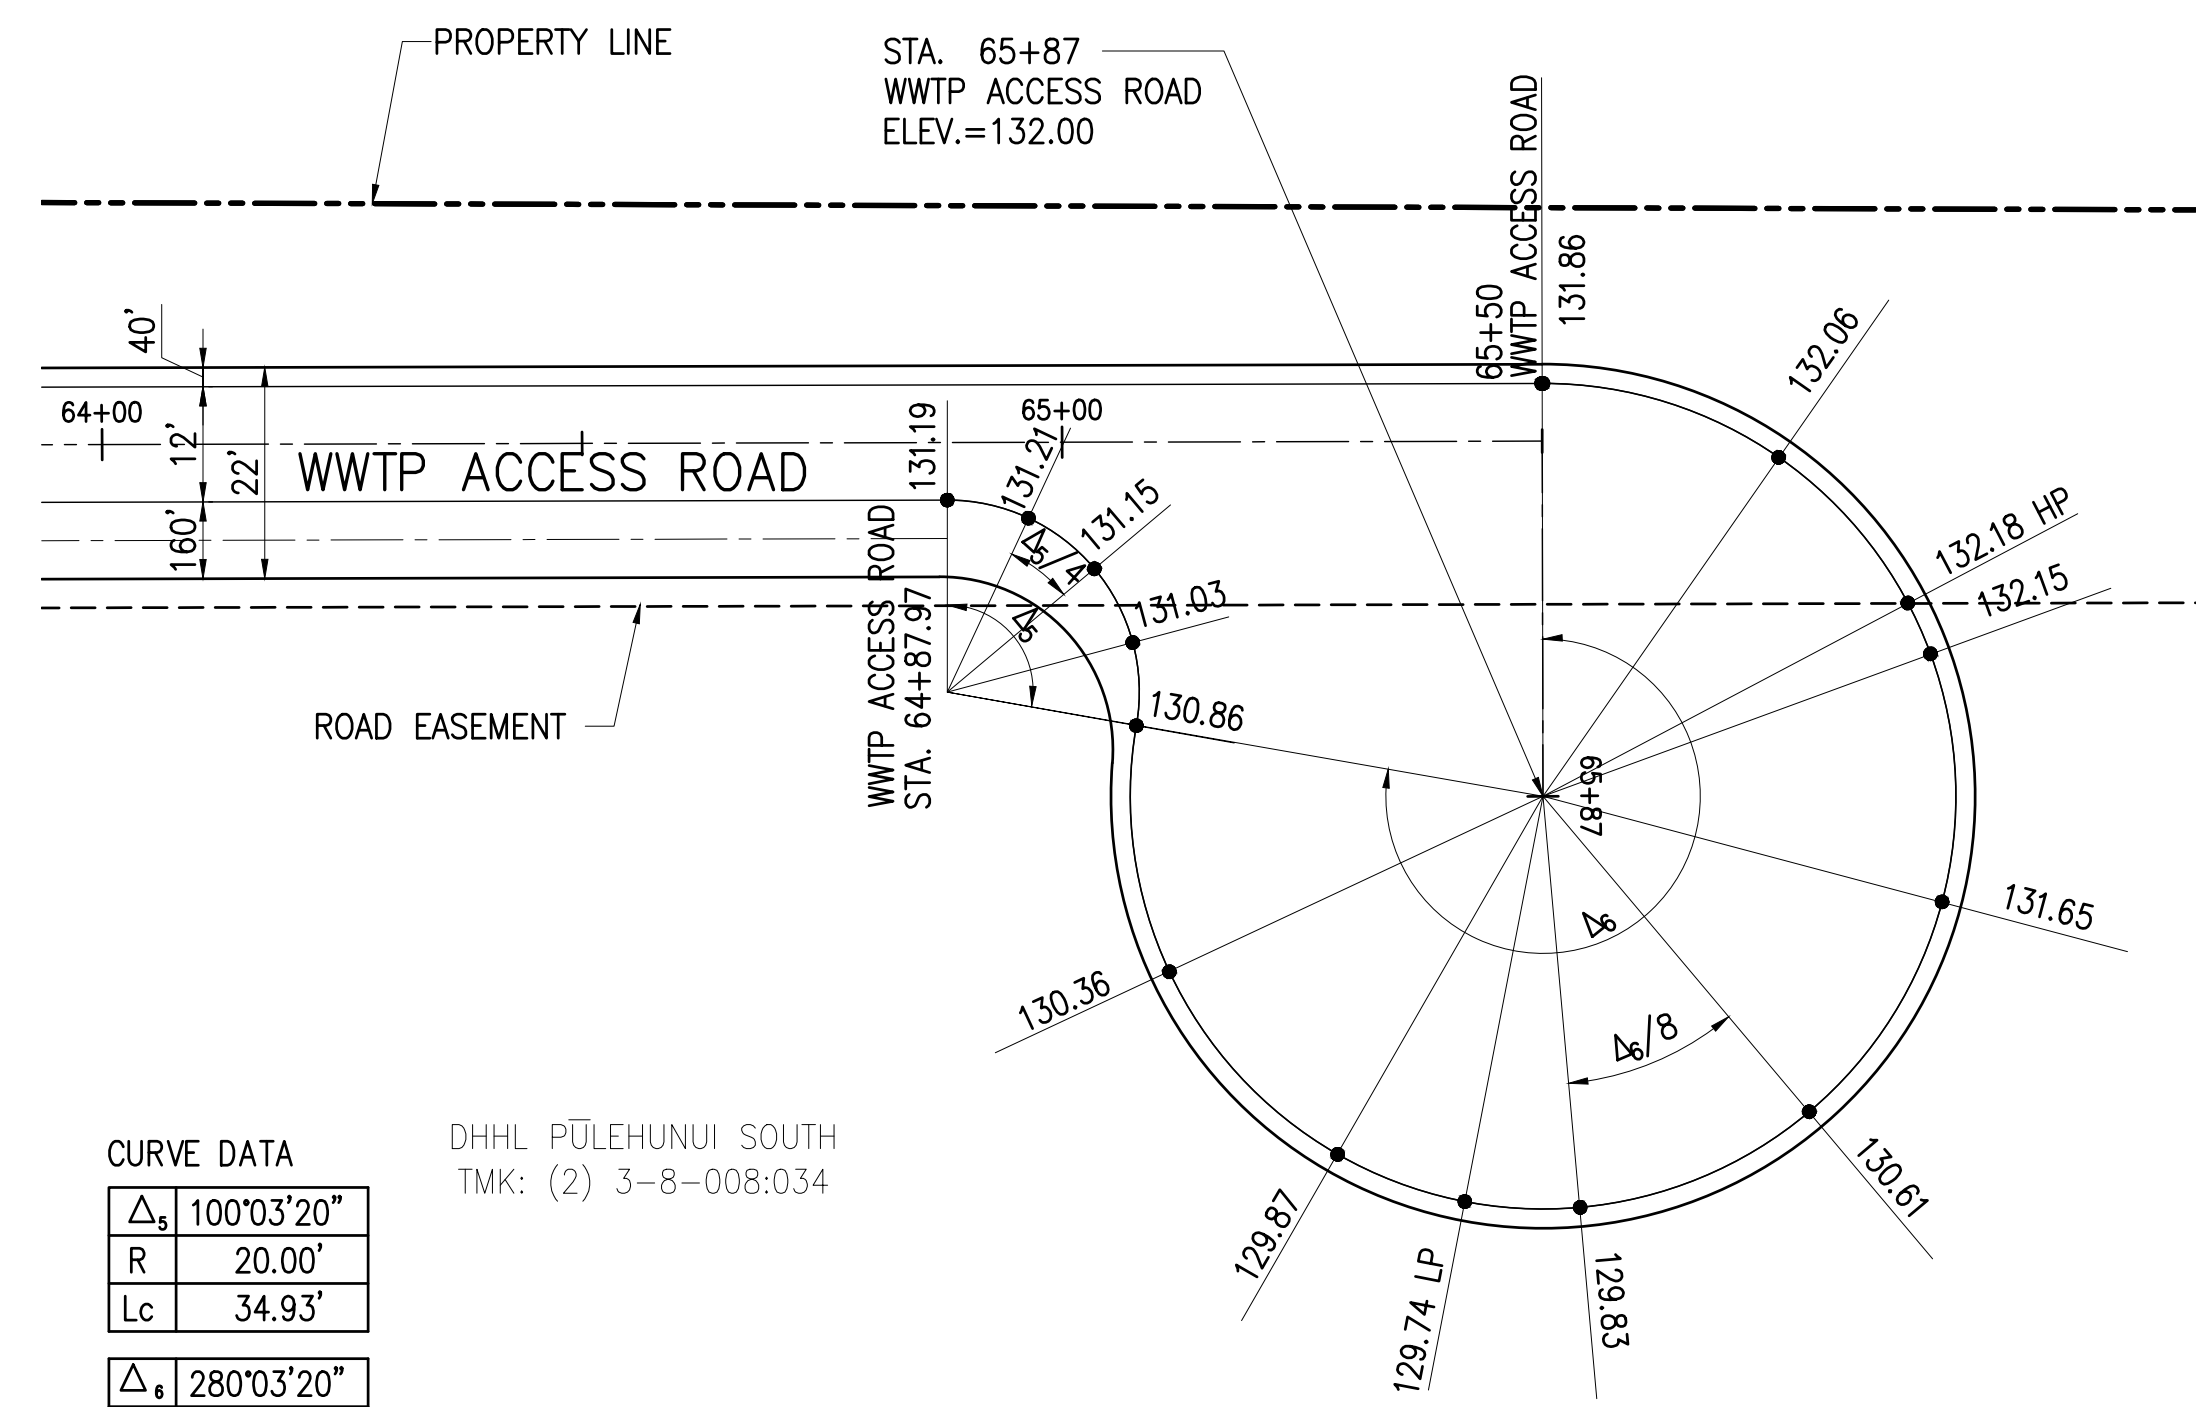 PROPERTY LINE
STA. 65+87
WWTP ACCESS ROAD
ELEV.=132.00
65+50
WWTP ACCESS ROAD
131.86
132.06
40'
12'
22'
160'
64+00
65+00
WWTP ACCESS ROAD
131.19
131.21
131.15
131.03
130.86
Δ5/4
Δ5
WWTP ACCESS ROAD
STA. 64+87.97
132.18 HP
132.15
ROAD EASEMENT
65+87
Δ6
Δ6/8
131.65
130.36
130.61
129.87
129.74 LP
129.83
DHHL PŪLEHUNUI SOUTH
TMK: (2) 3-8-008:034
CURVE DATA
Δ5 100°03'20"
R 20.00'
Lc 34.93'
Δ6 280°03'20"